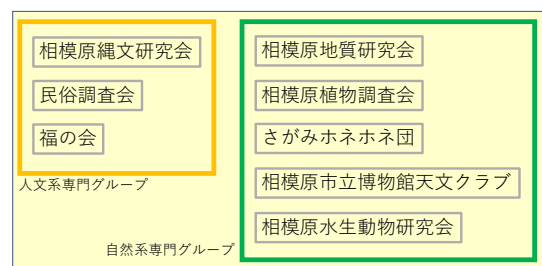 相模原縄文研究会
民俗調査会
福の会
人文系専門グループ
相模原地質研究会
相模原植物調査会
さがみホネホネ団
相模原市立博物館天文クラブ
相模原水生動物研究会
自然系専門グループ